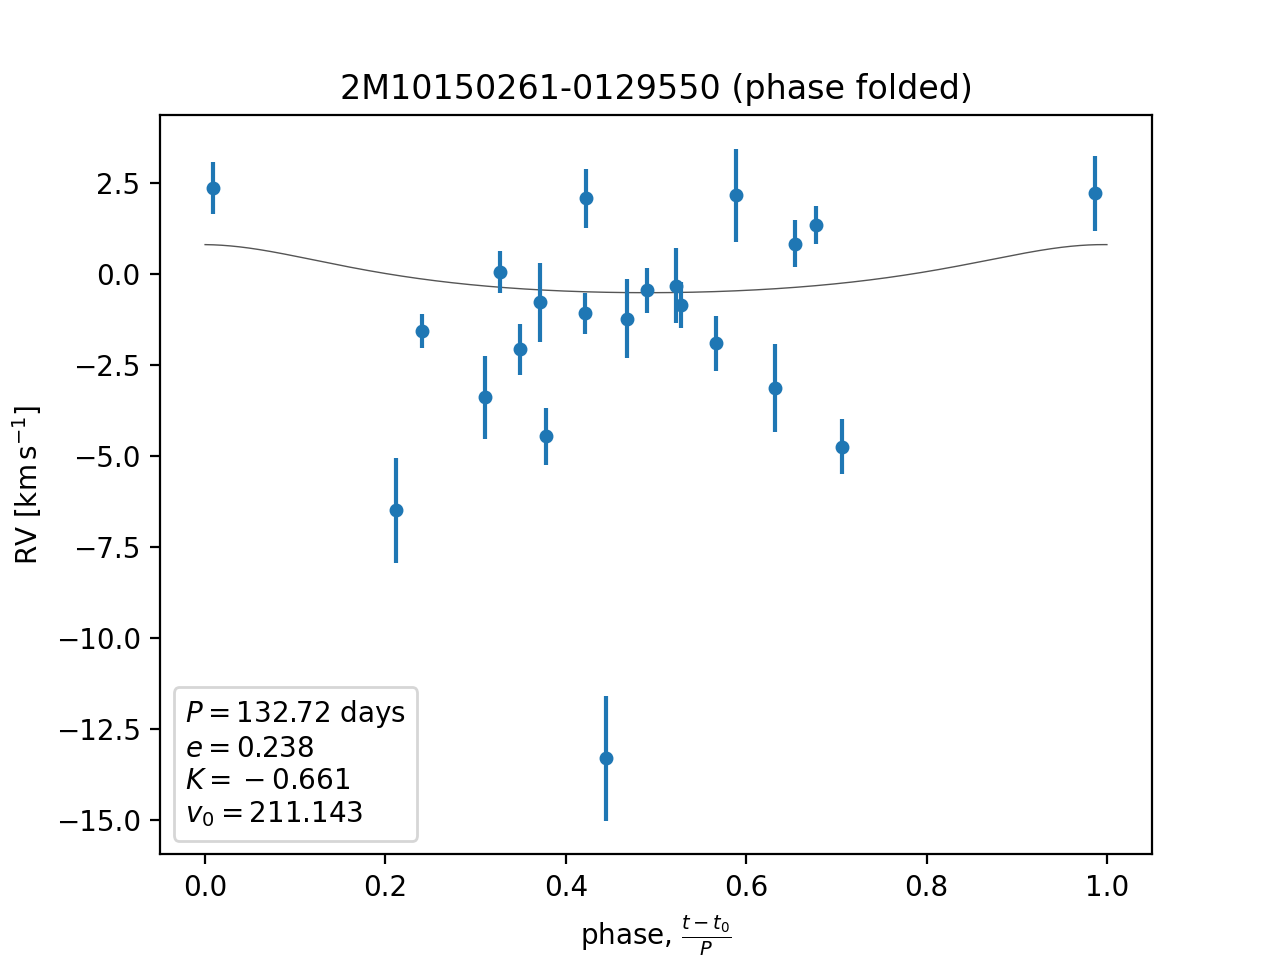 2M10150261-0129550 (phase folded)
RV [km s⁻¹]
2.5
0.0
−2.5
−5.0
−7.5
−10.0
−12.5
−15.0
P = 132.72 days
e = 0.238
K = −0.661
v₀ = 211.143
0.0 0.2 0.4 0.6 0.8 1.0
phase, (t − t₀)/P